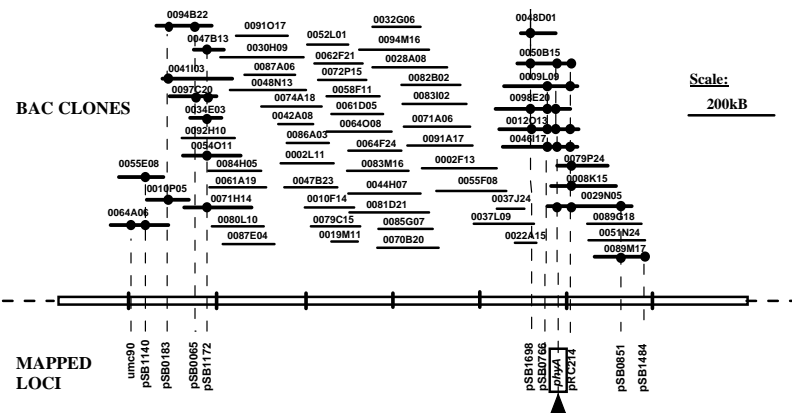 0094B22
0047B13
0041I03
0097C20
0034E03
0092H10
0054O11
0055E08
0010P05
0071H14
0064A06
0091O17
0030H09
0087A06
0048N13
0074A18
0042A08
0086A03
0002L11
0084H05
0061A19
0080L10
0087E04
0052L01
0062F21
0072P15
0058F11
0061D05
0064O08
0064F24
0083M16
0047B23
0044H07
0010F14
0081D21
0079C15
0019M11
0085G07
0070B20
0032G06
0094M16
0028A08
0082B02
0083I02
0071A06
0091A17
0002F13
0055F08
0037J24
0037L09
0022A15
0048D01
0050B15
0009L09
0098E20
0012O13
0046I17
0079P24
0008K15
0029N05
0089G18
0051N24
0089M17
Scale:
200kB
BAC CLONES
MAPPED
LOCI
umc90
pSB1140
pSB0183
pSB0065
pSB1172
pSB1698
pSB0766
phyA
pRC214
pSB0851
pSB1484